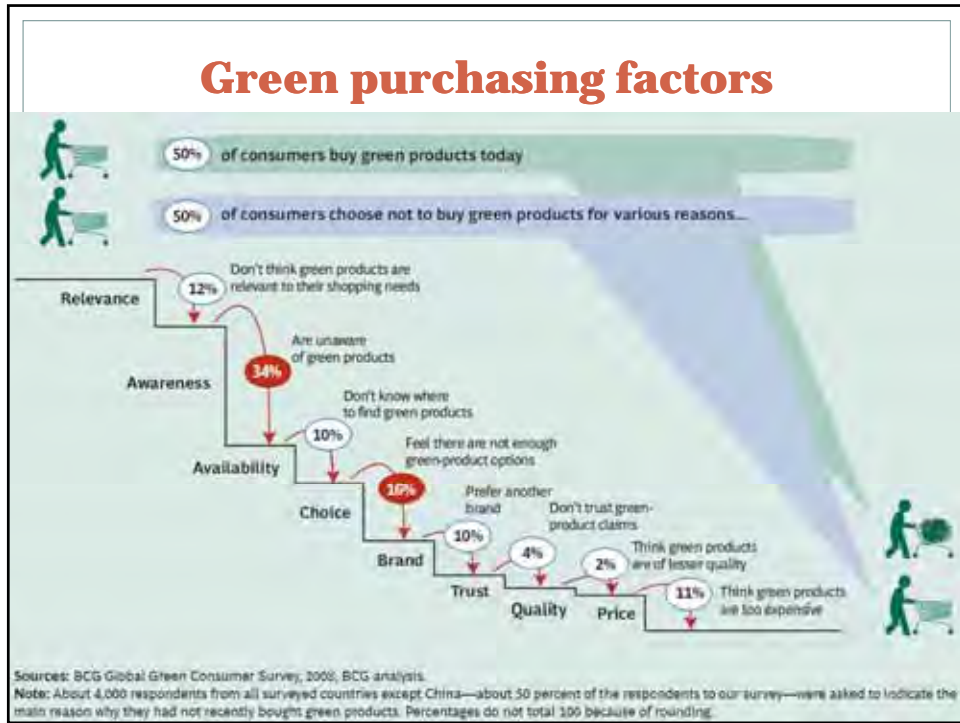 Green purchasing factors
50% of consumers buy green products today
50% of consumers choose not to buy green products for various reasons...
Relevance
12%
Don't think green products are
relevant to their shopping needs
Awareness
34%
Are unaware
of green products
Availability
10%
Don't know where
to find green products
Choice
16%
Feel there are not enough
green-product options
Brand
10%
Prefer another
brand
Trust
4%
Don't trust green-
product claims
Quality
2%
Think green products
are of lesser quality
Price
11%
Think green products
are too expensive
Sources: BCG Global Green Consumer Survey, 2008, BCG analysis.
Note: About 4,000 respondents from all surveyed countries except China—about 50 percent of the respondents to our survey—were asked to indicate the
main reason why they had not recently bought green products. Percentages do not total 100 because of rounding.